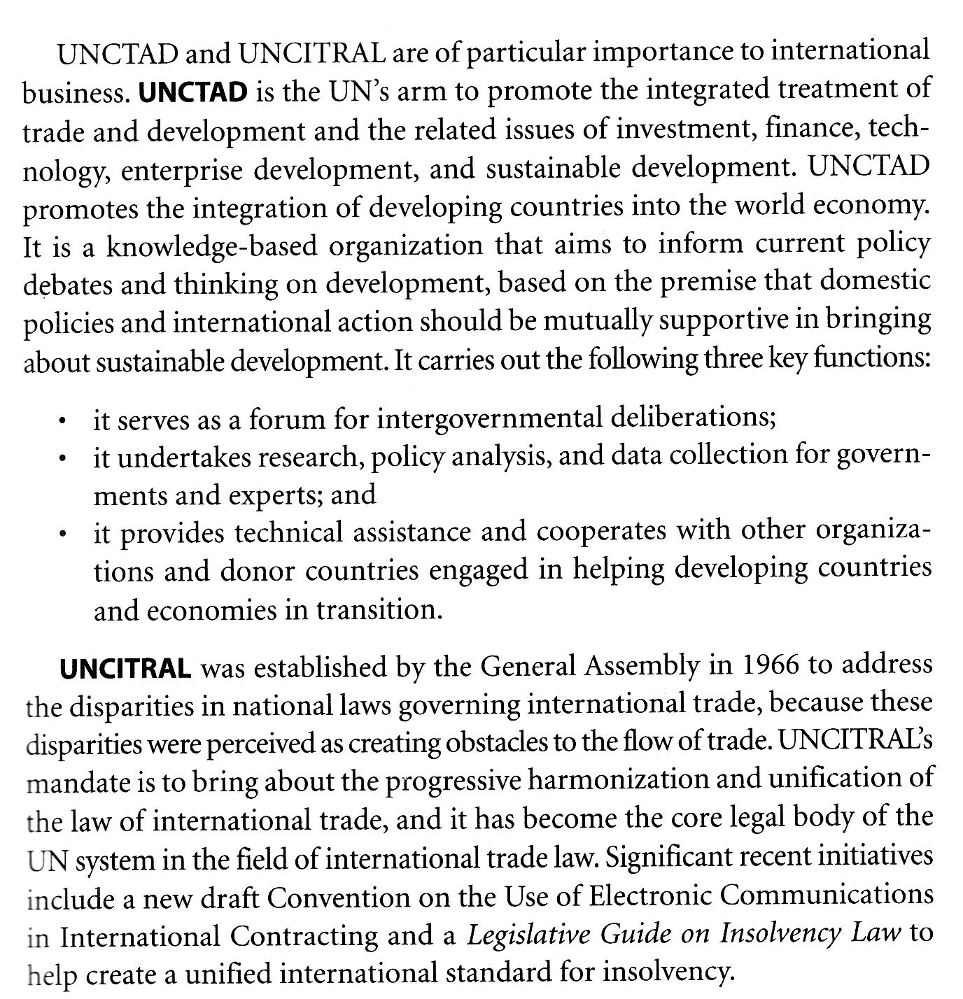 UNCTAD and UNCITRAL are of particular importance to international
business. UNCTAD is the UN's arm to promote the integrated treatment of
trade and development and the related issues of investment, finance, tech-
nology, enterprise development, and sustainable development. UNCTAD
promotes the integration of developing countries into the world economy.
It is a knowledge-based organization that aims to inform current policy
debates and thinking on development, based on the premise that domestic
policies and international action should be mutually supportive in bringing
about sustainable development. It carries out the following three key functions:
• it serves as a forum for intergovernmental deliberations;
• it undertakes research, policy analysis, and data collection for govern-
ments and experts; and
• it provides technical assistance and cooperates with other organiza-
tions and donor countries engaged in helping developing countries
and economies in transition.
UNCITRAL was established by the General Assembly in 1966 to address
the disparities in national laws governing international trade, because these
disparities were perceived as creating obstacles to the flow of trade. UNCITRAL's
mandate is to bring about the progressive harmonization and unification of
the law of international trade, and it has become the core legal body of the
UN system in the field of international trade law. Significant recent initiatives
include a new draft Convention on the Use of Electronic Communications
in International Contracting and a Legislative Guide on Insolvency Law to
help create a unified international standard for insolvency.